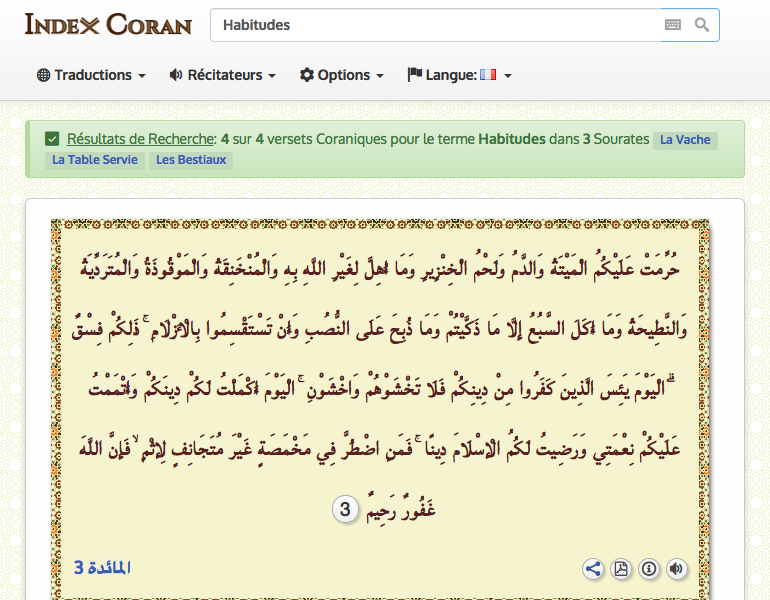 INDEX CORAN
Habitudes
Traductions
Récitateurs
Options
Langue:
Résultats de Recherche: 4 sur 4 versets Coraniques pour le terme Habitudes dans 3 Sourates La Vache
La Table Servie Les Bestiaux
حُرِّمَتْ عَلَيْكُمُ الْمَيْتَةُ وَالدَّمُ وَلَحْمُ الْخِنْزِيرِ وَمَا أُهِلَّ لِغَيْرِ اللَّهِ بِهِ وَالْمُنْخَنِقَةُ وَالْمَوْقُوذَةُ وَالْمُتَرَدِّيَةُ
وَالنَّطِيحَةُ وَمَا أَكَلَ السَّبُعُ إِلَّا مَا ذَكَّيْتُمْ وَمَا ذُبِحَ عَلَى النُّصُبِ وَأَنْ تَسْتَقْسِمُوا بِالْأَزْلَامِ ۚ ذَٰلِكُمْ فِسْقٌ
ۗ الْيَوْمَ يَئِسَ الَّذِينَ كَفَرُوا مِنْ دِينِكُمْ فَلَا تَخْشَوْهُمْ وَاخْشَوْنِ ۚ الْيَوْمَ أَكْمَلْتُ لَكُمْ دِينَكُمْ وَأَتْمَمْتُ
عَلَيْكُمْ نِعْمَتِي وَرَضِيتُ لَكُمُ الْإِسْلَامَ دِينًا ۚ فَمَنِ اضْطُرَّ فِي مَخْمَصَةٍ غَيْرَ مُتَجَانِفٍ لِإِثْمٍ ۙ فَإِنَّ اللَّهَ
غَفُورٌ رَحِيمٌ 3
المائدة 3